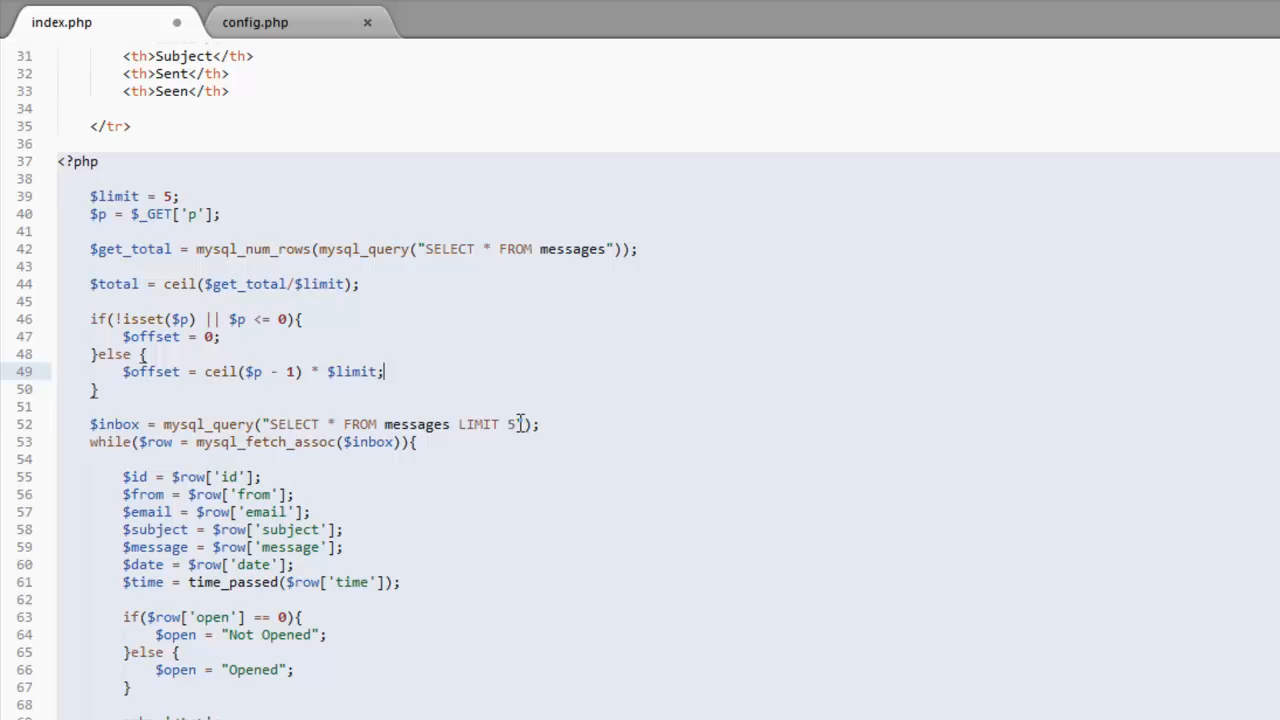 index.php
config.php
31 <th>Subject</th>
32 <th>Sent</th>
33 <th>Seen</th>
34
35 </tr>
36
37 <?php
38
39 $limit = 5;
40 $p = $_GET['p'];
41
42 $get_total = mysql_num_rows(mysql_query("SELECT * FROM messages"));
43
44 $total = ceil($get_total/$limit);
45
46 if(!isset($p) || $p <= 0){
47 $offset = 0;
48 }else {
49 $offset = ceil($p - 1) * $limit;
50 }
51
52 $inbox = mysql_query("SELECT * FROM messages LIMIT 5");
53 while($row = mysql_fetch_assoc($inbox)){
54
55 $id = $row['id'];
56 $from = $row['from'];
57 $email = $row['email'];
58 $subject = $row['subject'];
59 $message = $row['message'];
60 $date = $row['date'];
61 $time = time_passed($row['time']);
62
63 if($row['open'] == 0){
64 $open = "Not Opened";
65 }else {
66 $open = "Opened";
67 }
68